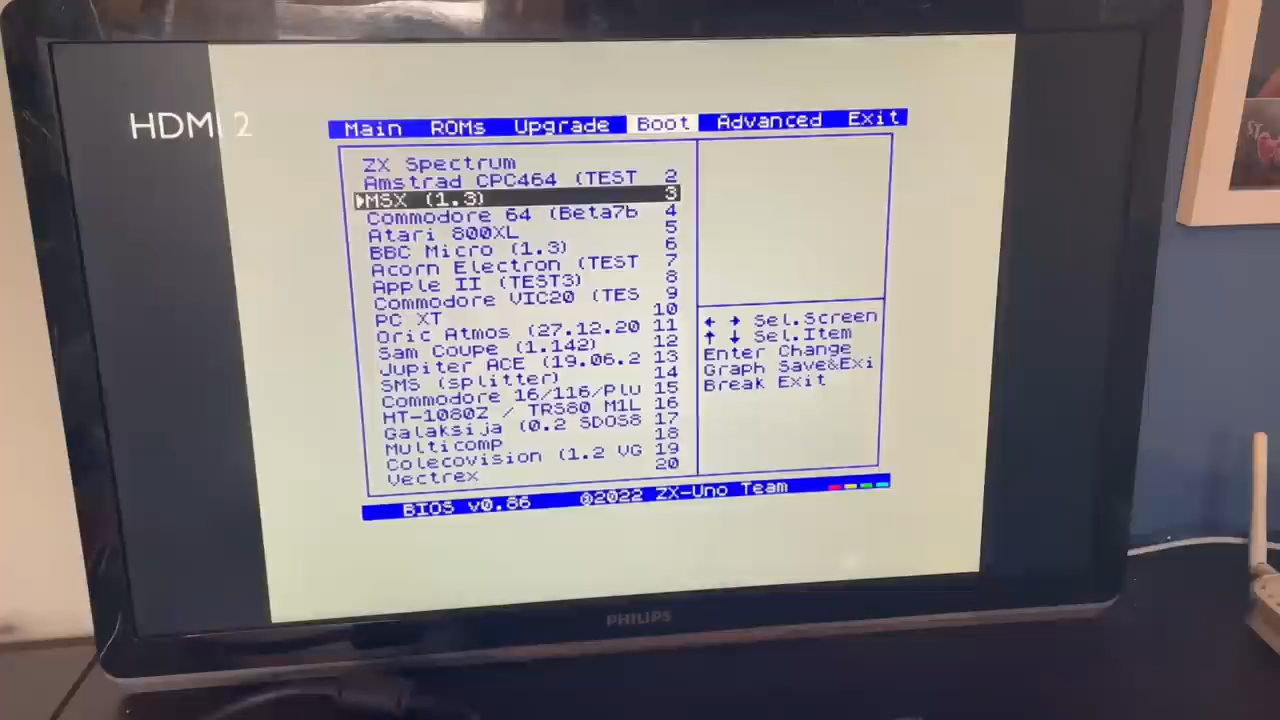 HDMI 2
Main ROMs Upgrade Boot Advanced Exit
ZX Spectrum
Amstrad CPC464 (TEST 2
►MSX (1.3) 3
Commodore 64 (Beta7b 4
Atari 800XL 5
BBC Micro (1.3) 6
Acorn Electron (TEST 7
Apple II (TEST3) 8
Commodore VIC20 (TES 9
PC XT 10
Oric Atmos (27.12.20 11
Sam Coupe (1.142) 12
Jupiter ACE (19.06.2 13
SMS (splitter) 14
Commodore 16/116/Plu 15
HT-1080Z / TRS80 M1L 16
Galaksija (0.2 SDOS8 17
Multicomp 18
Colecovision (1.2 VG 19
Vectrex 20
← → Sel.Screen
↑ ↓ Sel.Item
Enter Change
Graph Save&Exi
Break Exit
BIOS v0.86 ©2022 ZX-Uno Team
PHILIPS